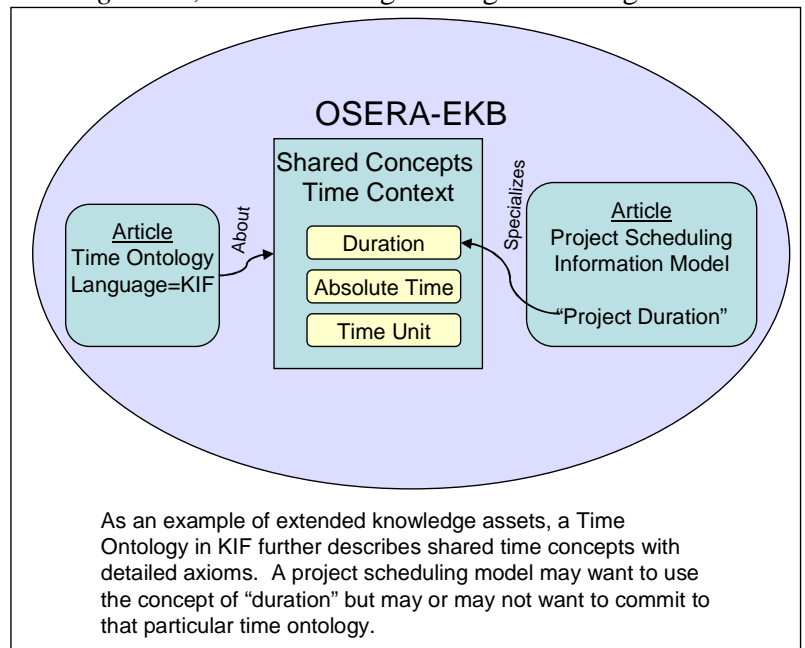 OSERA-EKB
Shared Concepts
Time Context
Duration
Absolute Time
Time Unit
Article
Time Ontology
Language=KIF
About
Specializes
Article
Project Scheduling
Information Model
“Project Duration”
As an example of extended knowledge assets, a Time
Ontology in KIF further describes shared time concepts with
detailed axioms.  A project scheduling model may want to use
the concept of “duration” but may or may not want to commit to
that particular time ontology.